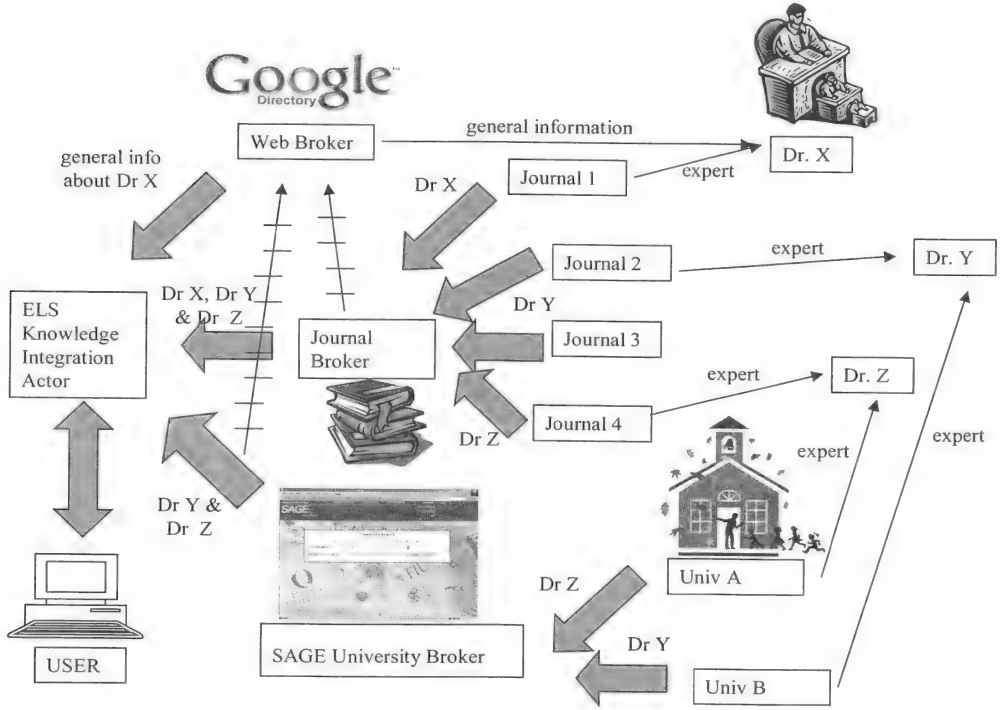 Google™
Directory
Web Broker
general information
Dr. X
general info
about Dr X
Dr X
Journal 1
expert
Journal 2
expert
Dr. Y
Dr X, Dr Y
& Dr Z
Dr Y
ELS
Knowledge
Integration
Actor
Journal
Broker
Journal 3
expert
Dr. Z
Dr Z
Journal 4
expert
expert
Dr Y &
Dr Z
SAGE
Dr Z
Univ A
Dr Y
USER
SAGE University Broker
Univ B